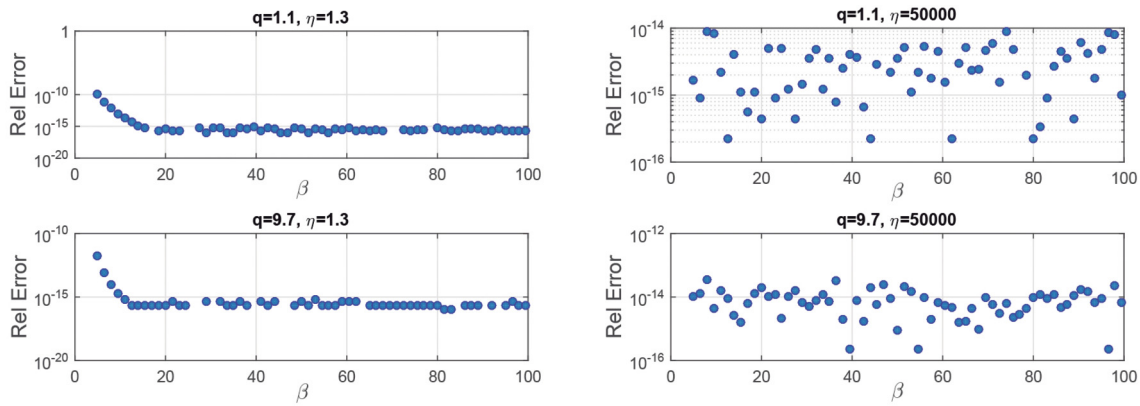 q=1.1, η=1.3
1
10^-10
10^-15
10^-20
Rel Error
0 20 40 60 80 100
β
q=1.1, η=50000
10^-14
10^-15
10^-16
Rel Error
0 20 40 60 80 100
β
q=9.7, η=1.3
10^-10
10^-15
10^-20
Rel Error
0 20 40 60 80 100
β
q=9.7, η=50000
10^-12
10^-14
10^-16
Rel Error
0 20 40 60 80 100
β